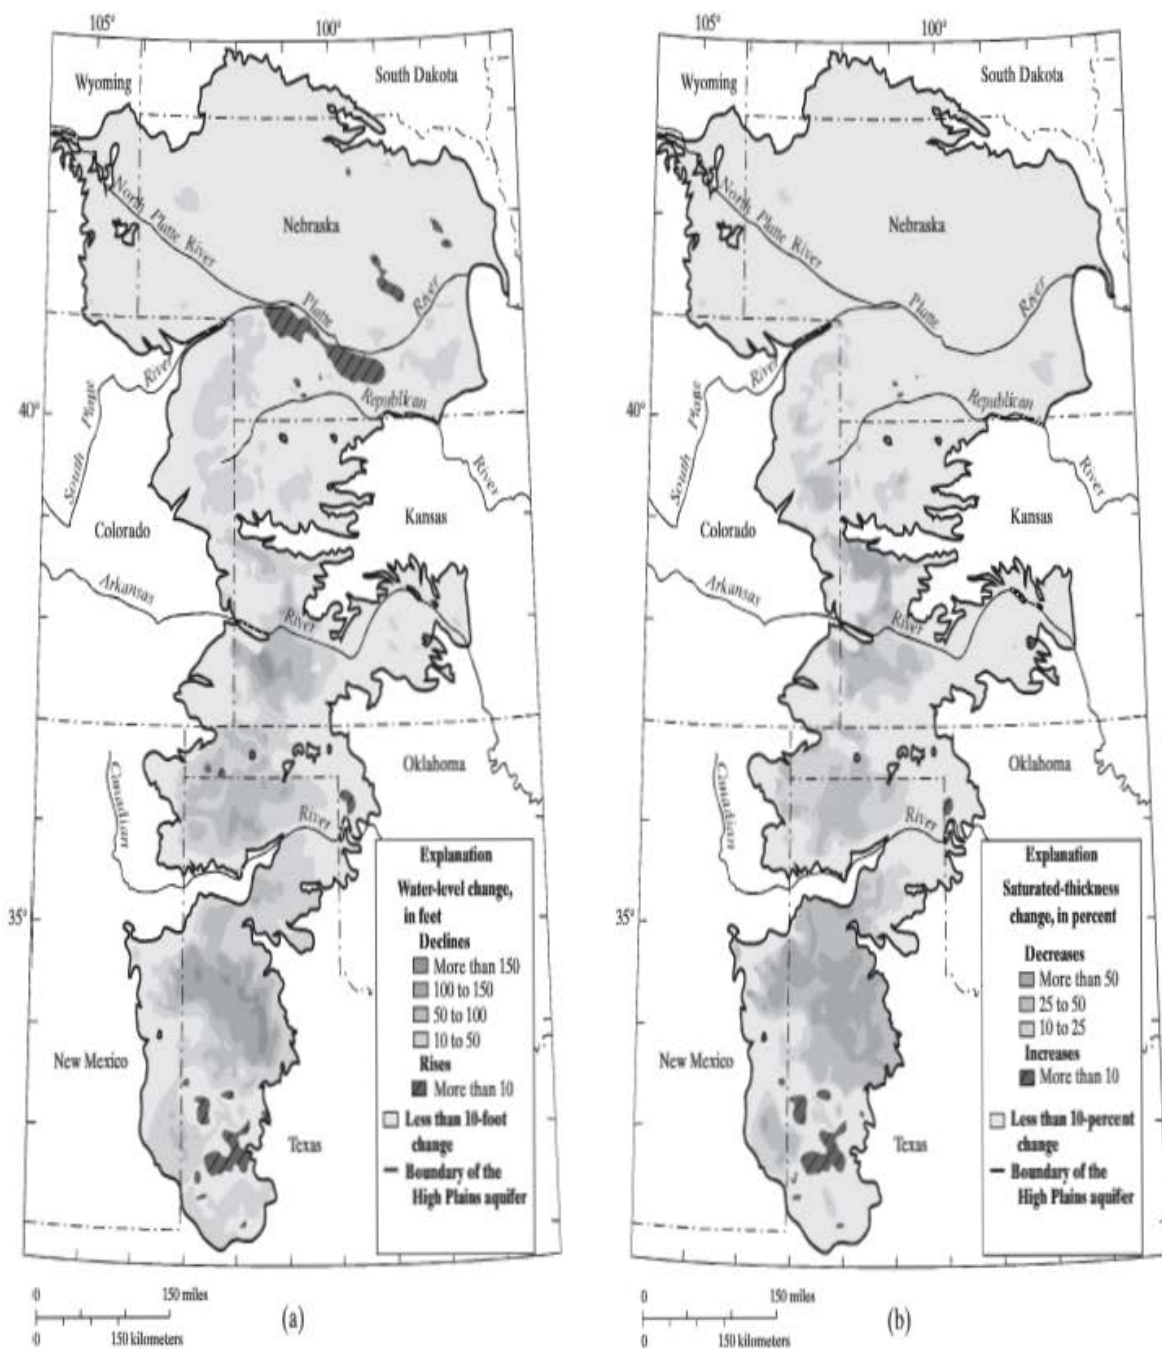 105°
100°
Wyoming
South Dakota
North Platte River
Nebraska
Platte
River
River
South Platte
Republican
River
40°
Colorado
Kansas
Arkansas
River
Oklahoma
Canadian
River
35°
New Mexico
Texas
Explanation
Water-level change,
in feet
Declines
More than 150
100 to 150
50 to 100
10 to 50
Rises
More than 10
Less than 10-foot
change
Boundary of the
High Plains aquifer
0
150 miles
0
150 kilometers
(a)
105°
100°
Wyoming
South Dakota
North Platte River
Nebraska
Platte
River
River
South Platte
Republican
River
40°
Colorado
Kansas
Arkansas
River
Oklahoma
Canadian
River
35°
New Mexico
Texas
Explanation
Saturated-thickness
change, in percent
Decreases
More than 50
25 to 50
10 to 25
Increases
More than 10
Less than 10-percent
change
Boundary of the
High Plains aquifer
0
150 miles
0
150 kilometers
(b)